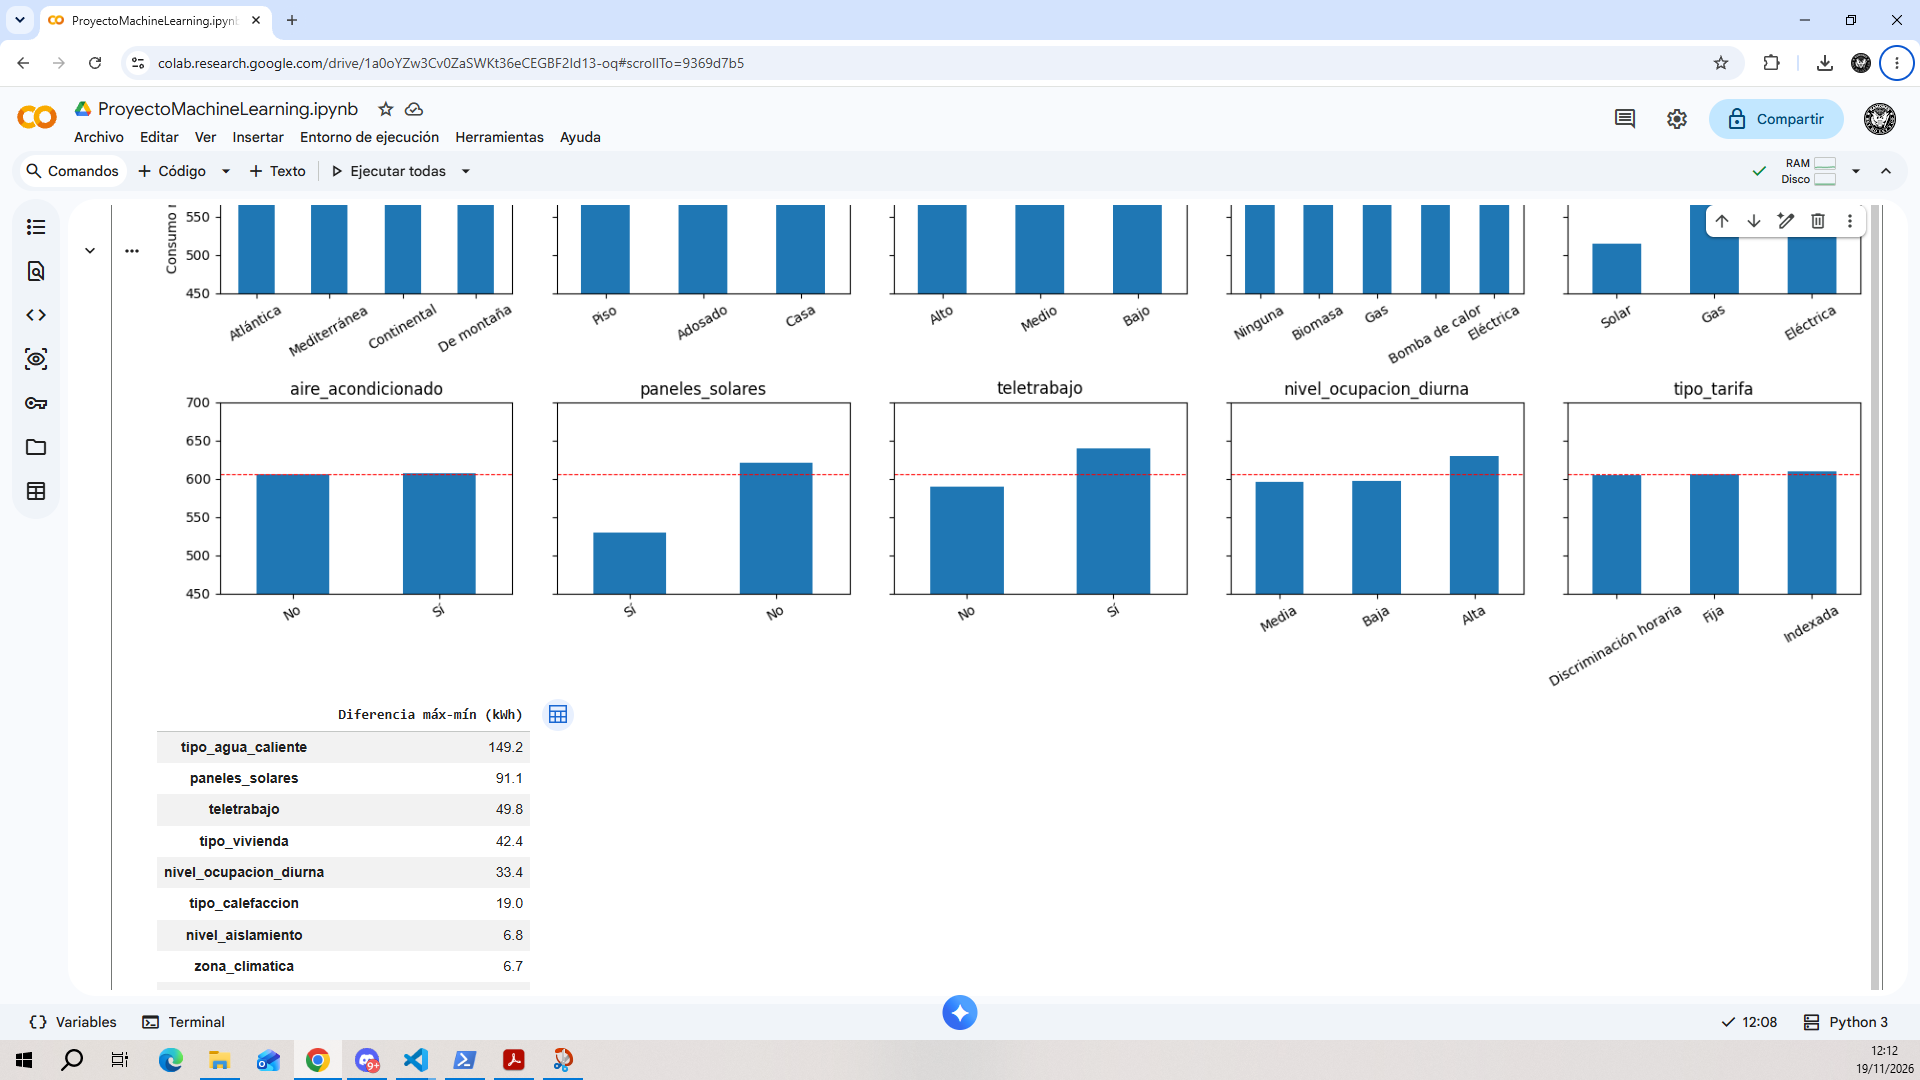 ProyectoMachineLearning.ipynb
colab.research.google.com/drive/1a0oYZw3Cv0ZaSWKt36eCEGBF2Id13-oq#scrollTo=9369d7b5
ProyectoMachineLearning.ipynb
Archivo Editar Ver Insertar Entorno de ejecución Herramientas Ayuda
Compartir
Comandos + Código + Texto Ejecutar todas
RAM
Disco
Consumo
550
500
450
Atlántica Mediterránea Continental De montaña
Piso Adosado Casa
Alto Medio Bajo
Ninguna Biomasa Gas Bomba de calor Eléctrica
Solar Gas Eléctrica
aire_acondicionado paneles_solares teletrabajo nivel_ocupacion_diurna tipo_tarifa
700
650
600
550
500
450
No Sí
Sí No
No Sí
Media Baja Alta
Discriminación horaria Fija Indexada
Diferencia máx-mín (kWh)
tipo_agua_caliente 149.2
paneles_solares 91.1
teletrabajo 49.8
tipo_vivienda 42.4
nivel_ocupacion_diurna 33.4
tipo_calefaccion 19.0
nivel_aislamiento 6.8
zona_climatica 6.7
Variables Terminal
12:08 Python 3
9+
12:12
19/11/2026